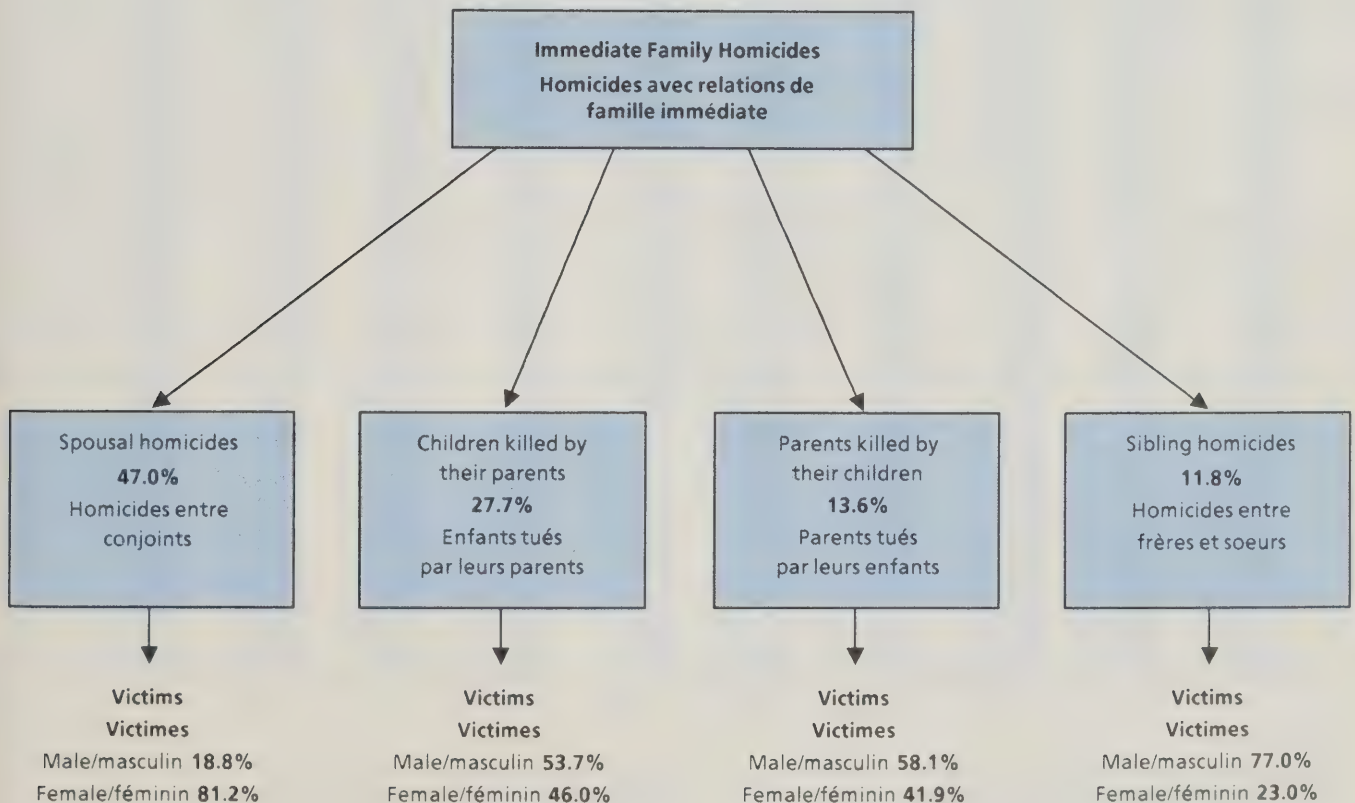 Immediate Family Homicides
Homicides avec relations de
famille immédiate
Spousal homicides
47.0%
Homicides entre
conjoints
Children killed by
their parents
27.7%
Enfants tués
par leurs parents
Parents killed by
their children
13.6%
Parents tués
par leurs enfants
Sibling homicides
11.8%
Homicides entre
frères et soeurs
Victims
Victimes
Male/masculin 18.8%
Female/féminin 81.2%
Victims
Victimes
Male/masculin 53.7%
Female/féminin 46.0%
Victims
Victimes
Male/masculin 58.1%
Female/féminin 41.9%
Victims
Victimes
Male/masculin 77.0%
Female/féminin 23.0%